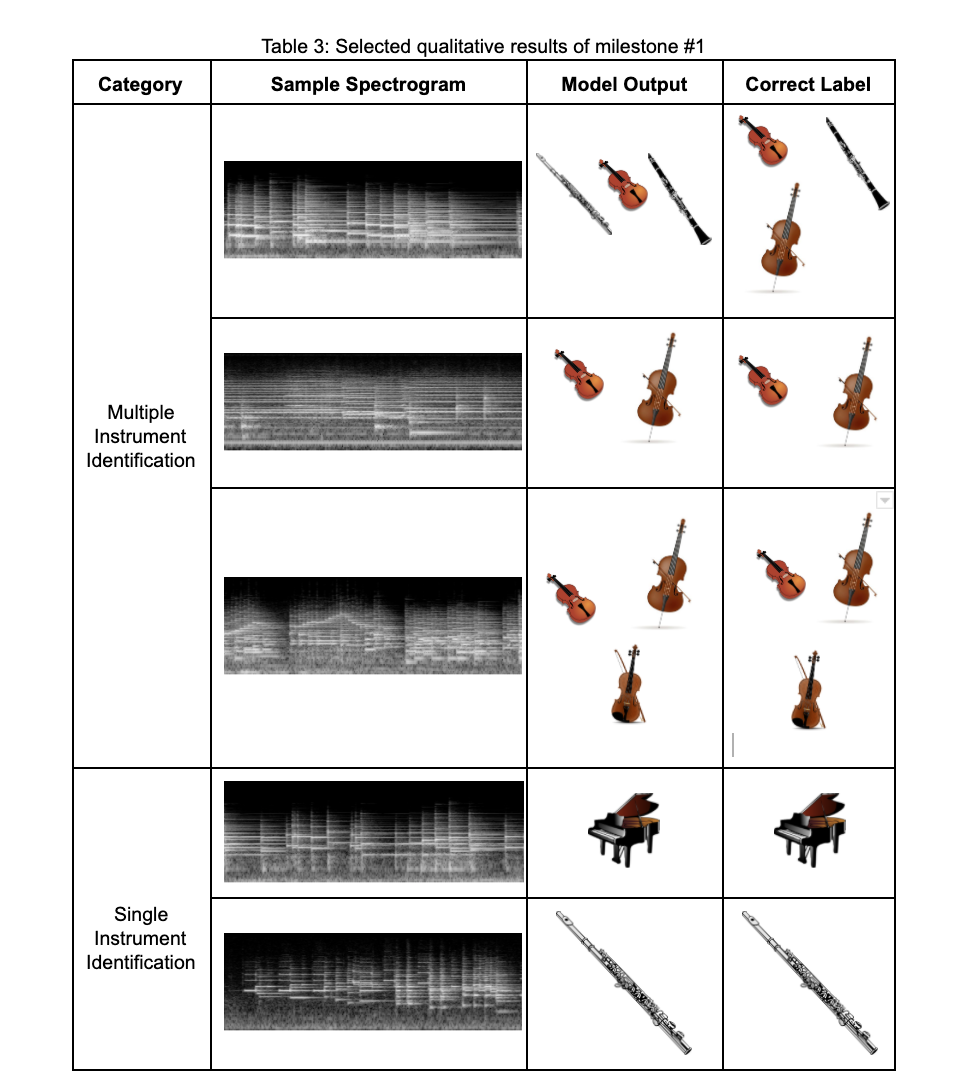 Table 3: Selected qualitative results of milestone #1
Category
Sample Spectrogram
Model Output
Correct Label
Multiple
Instrument
Identification
Single
Instrument
Identification